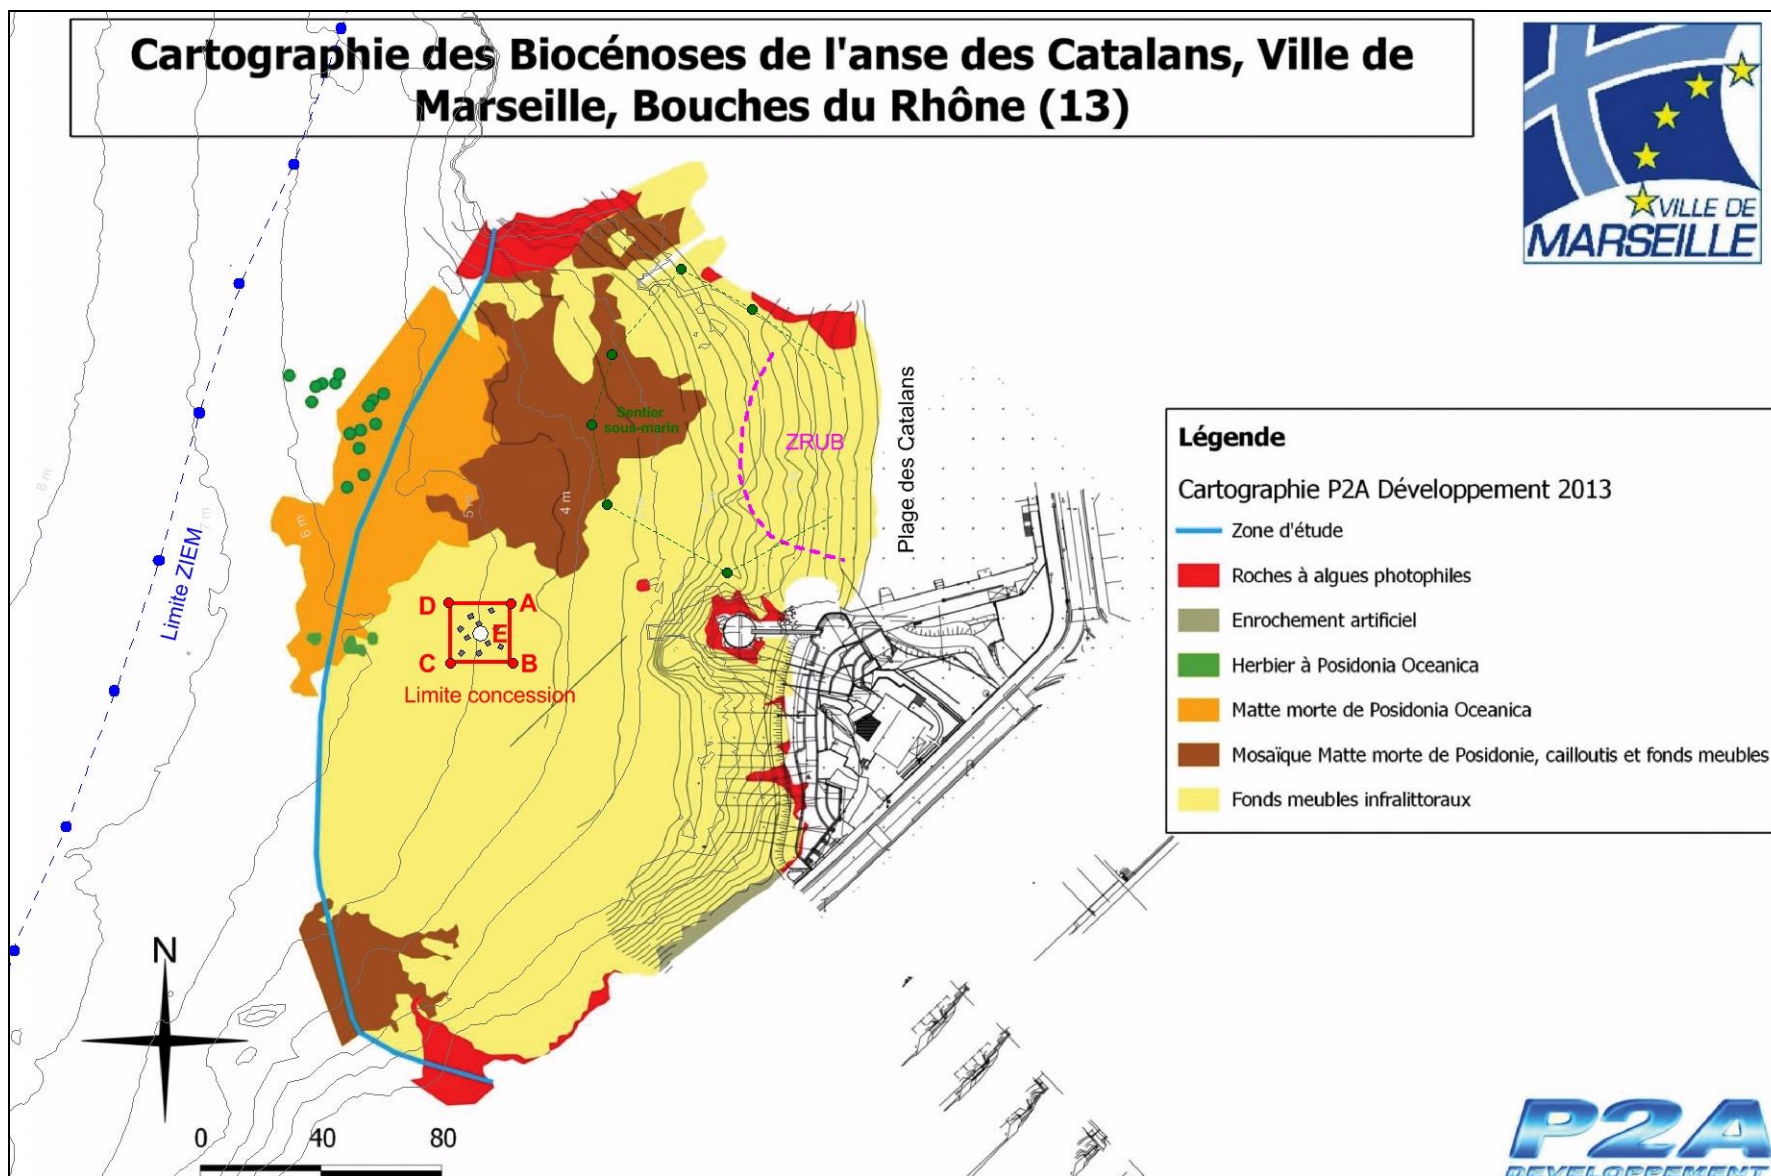 Cartographie des Biocénoses de l'anse des Catalans, Ville de
Marseille, Bouches du Rhône (13)
VILLE DE
MARSEILLE
8 m
7 m
6 m
5 m
4 m
Limite ZIEM
Sentier
sous-marin
ZRUB
Plage des Catalans
D
A
E
C
B
Limite concession
Légende
Cartographie P2A Développement 2013
Zone d'étude
Roches à algues photophiles
Enrochement artificiel
Herbier à Posidonia Oceanica
Matte morte de Posidonia Oceanica
Mosaïque Matte morte de Posidonie, cailloutis et fonds meubles
Fonds meubles infralittoraux
N
0 40 80
P2A
DEVELOPPEMENT